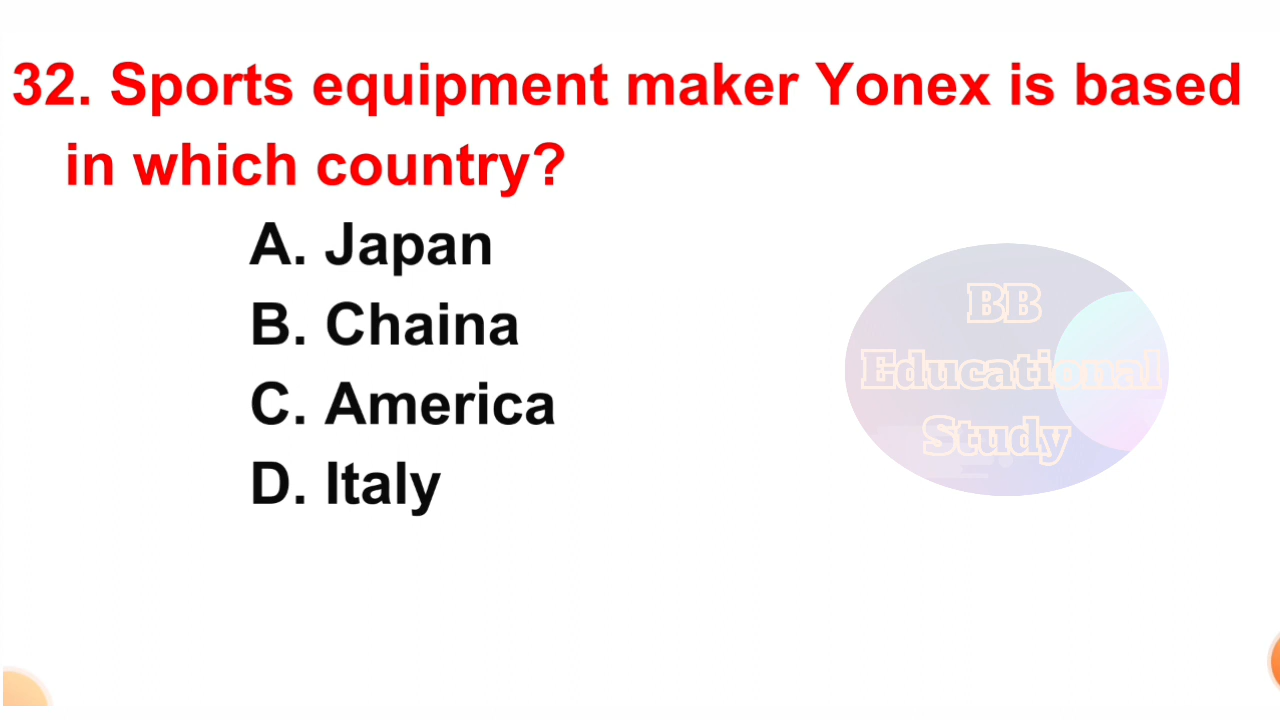 32. Sports equipment maker Yonex is based
in which country?
A. Japan
B. Chaina
C. America
D. Italy
BB
Educational
Study